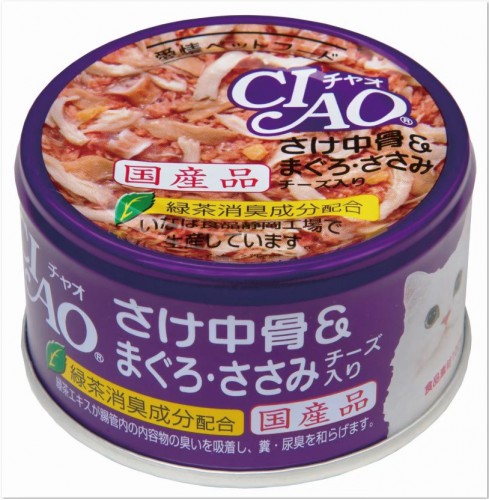 愛情ペットフード
CIAO
チャオ
®
さけ中骨&
まぐろ・ささみ
チーズ入り
国産品
緑茶消臭成分配合
いなば食品静岡工場で
生産しています
CIAO
チャオ
®
さけ中骨&
まぐろ・ささみ
チーズ
入り
緑茶消臭成分配合
国産品
緑茶エキスが腸管内の内容物の臭いを吸着し、糞・尿臭を和らげます。